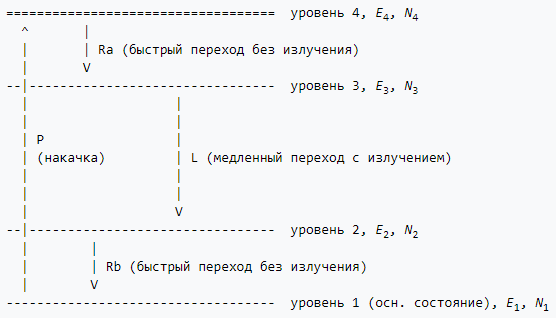 уровень 4, E4, N4
Ra (быстрый переход без излучения)
уровень 3, E3, N3
P
(накачка)
L (медленный переход с излучением)
уровень 2, E2, N2
Rb (быстрый переход без излучения)
уровень 1 (осн. состояние), E1, N1